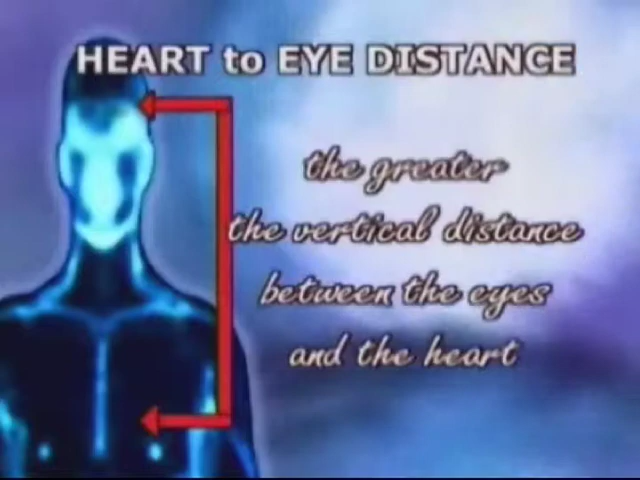 HEART to EYE DISTANCE
the greater
the vertical distance
between the eyes
and the heart